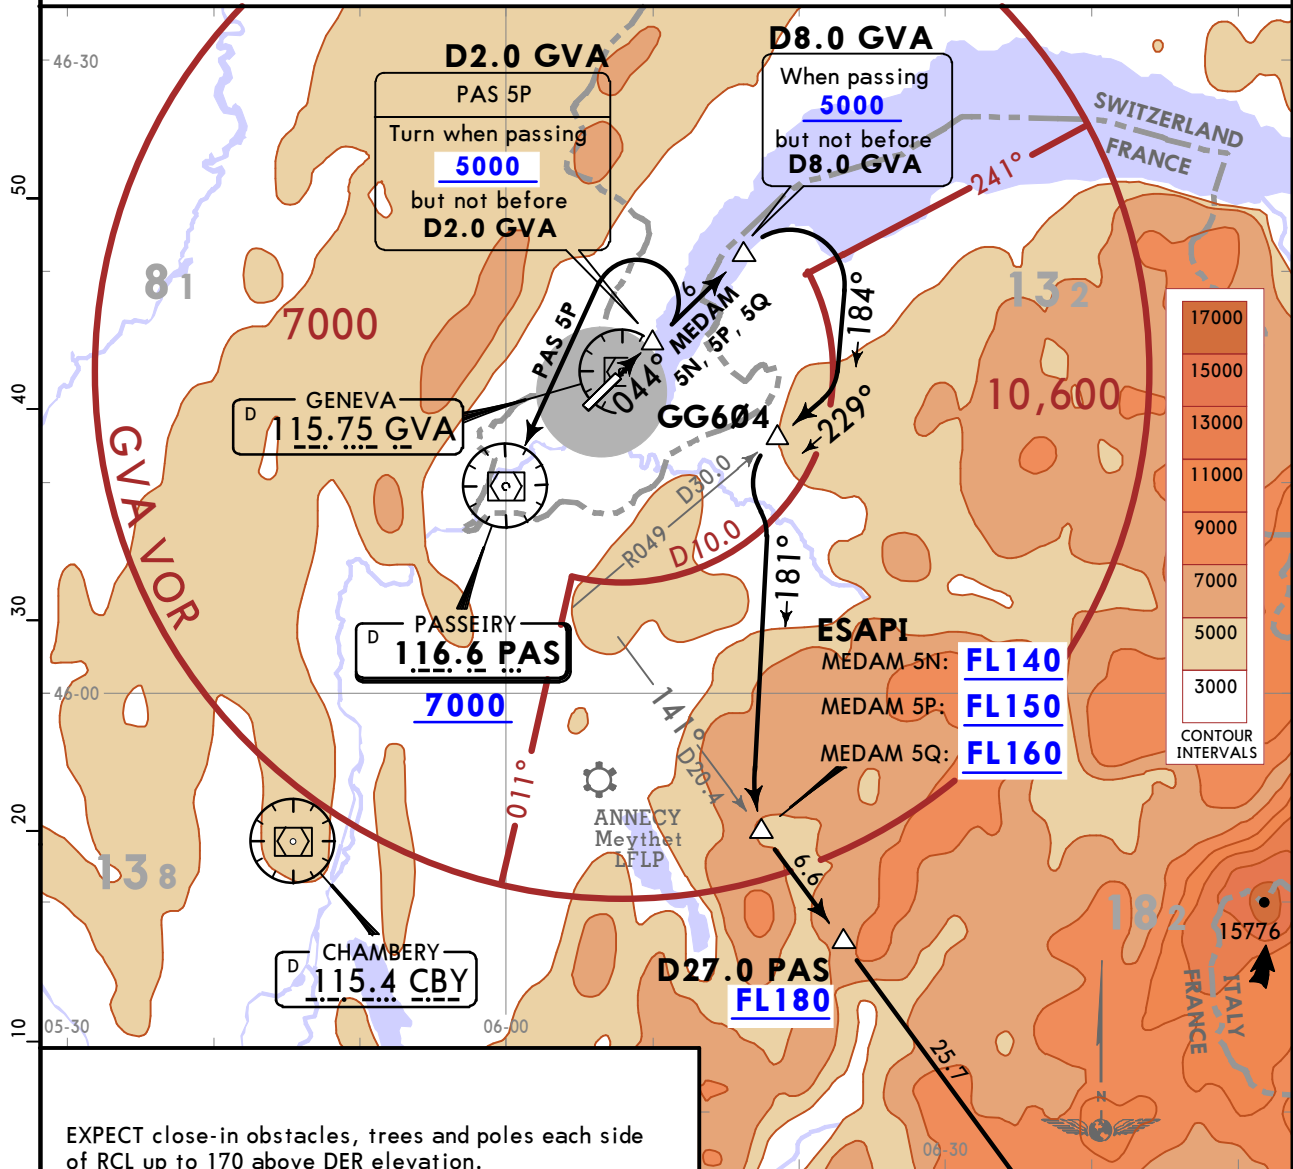 46-30
D2.0 GVA
PAS 5P
Turn when passing
5000
but not before
D2.0 GVA
D8.0 GVA
When passing
5000
but not before
D8.0 GVA
SWITZERLAND
FRANCE
241°
50
81
7000
PAS 5P
6
MEDAM
5N, 5P, 5Q
044°
184°
132
10,600
17000
15000
13000
11000
9000
7000
5000
3000
CONTOUR
INTERVALS
40
GENEVA
D
115.75 GVA
GG6Ø4
229°
GVA VOR
R049
D30.0
D10.0
181°
30
PASSEIRY
D
116.6 PAS
7000
46-00
ESAPI
MEDAM 5N: FL140
MEDAM 5P: FL150
MEDAM 5Q: FL160
141°
D20.4
011°
20
ANNECY
Meythet
LFLP
138
6.6
182
15776
CHAMBERY
D
115.4 CBY
D27.0 PAS
FL180
ITALY
FRANCE
10
05-30
06-00
25.7
N
06-30
EXPECT close-in obstacles, trees and poles each side
of RCL up to 170 above DER elevation.